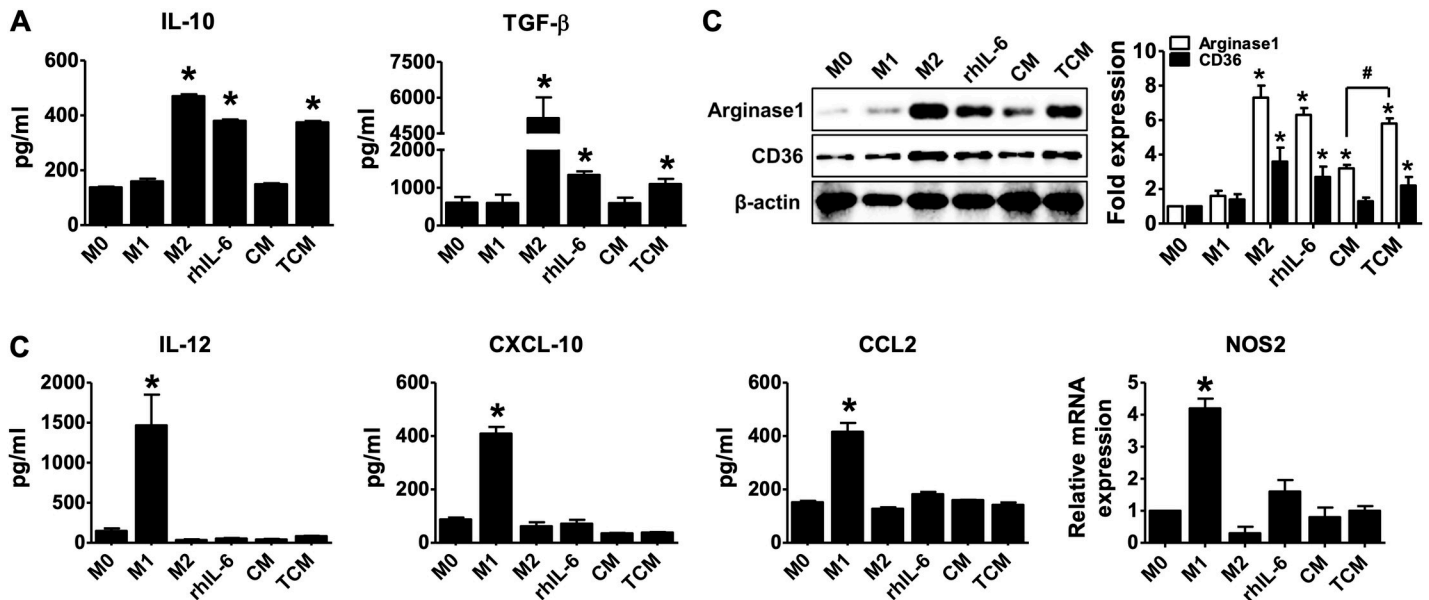 A
IL-10
pg/ml
600
400
200
0
* * *
M0 M1 M2 rhIL-6 CM TCM
TGF-β
pg/ml
7500
6000
4500
2000
1000
0
* * *
M0 M1 M2 rhIL-6 CM TCM
C
M0 M1 M2 rhIL-6 CM TCM
Arginase1
CD36
β-actin
Fold expression
10
8
6
4
2
0
Arginase1
CD36
#
* * * * * * *
M0 M1 M2 rhIL-6 CM TCM
C
IL-12
pg/ml
2000
1500
1000
500
0
*
M0 M1 M2 rhIL-6 CM TCM
CXCL-10
pg/ml
600
400
200
0
*
M0 M1 M2 rhIL-6 CM TCM
CCL2
pg/ml
600
400
200
0
*
M0 M1 M2 rhIL-6 CM TCM
NOS2
Relative mRNA
expression
5
4
3
2
1
0
*
M0 M1 M2 rhIL-6 CM TCM